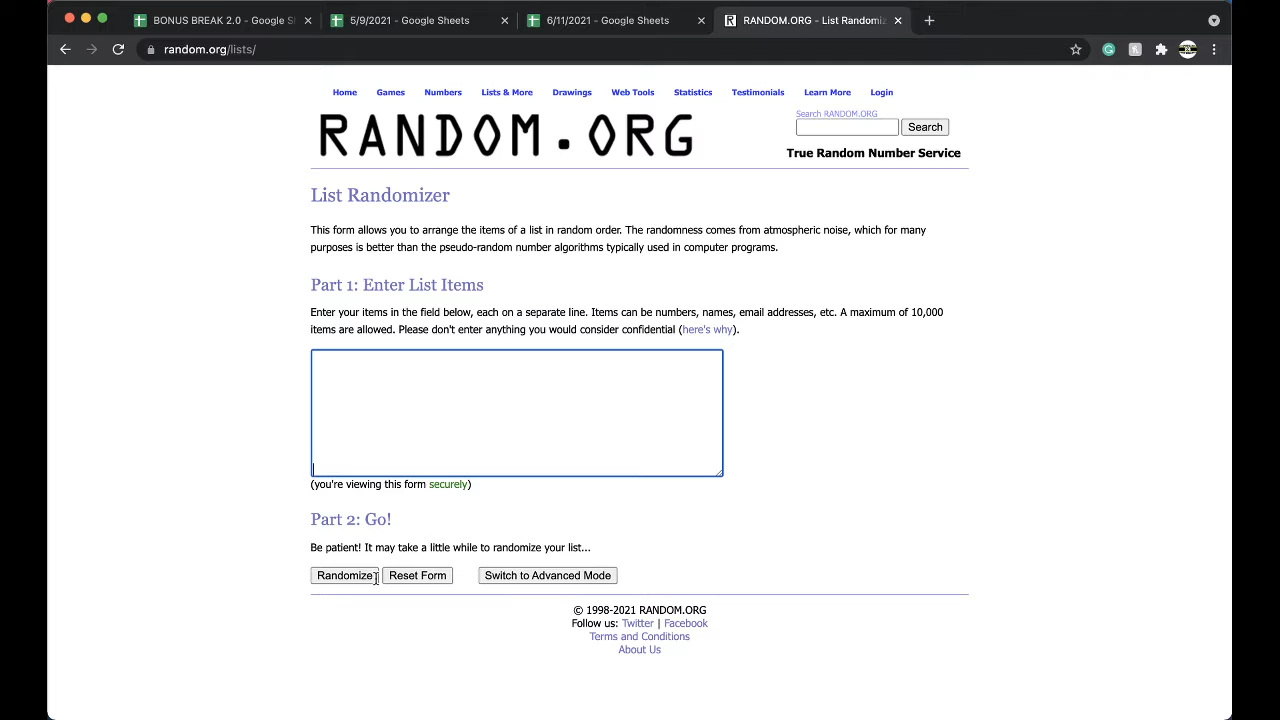 BONUS BREAK 2.0 - Google Sh
5/9/2021 - Google Sheets
6/11/2021 - Google Sheets
RANDOM.ORG - List Randomiz
random.org/lists/
Home Games Numbers Lists & More Drawings Web Tools Statistics Testimonials Learn More Login
RANDOM.ORG
Search RANDOM.ORG
Search
True Random Number Service
List Randomizer
This form allows you to arrange the items of a list in random order. The randomness comes from atmospheric noise, which for many
purposes is better than the pseudo-random number algorithms typically used in computer programs.
Part 1: Enter List Items
Enter your items in the field below, each on a separate line. Items can be numbers, names, email addresses, etc. A maximum of 10,000
items are allowed. Please don't enter anything you would consider confidential (here's why).
(you're viewing this form securely)
Part 2: Go!
Be patient! It may take a little while to randomize your list...
Randomize Reset Form Switch to Advanced Mode
© 1998-2021 RANDOM.ORG
Follow us: Twitter | Facebook
Terms and Conditions
About Us